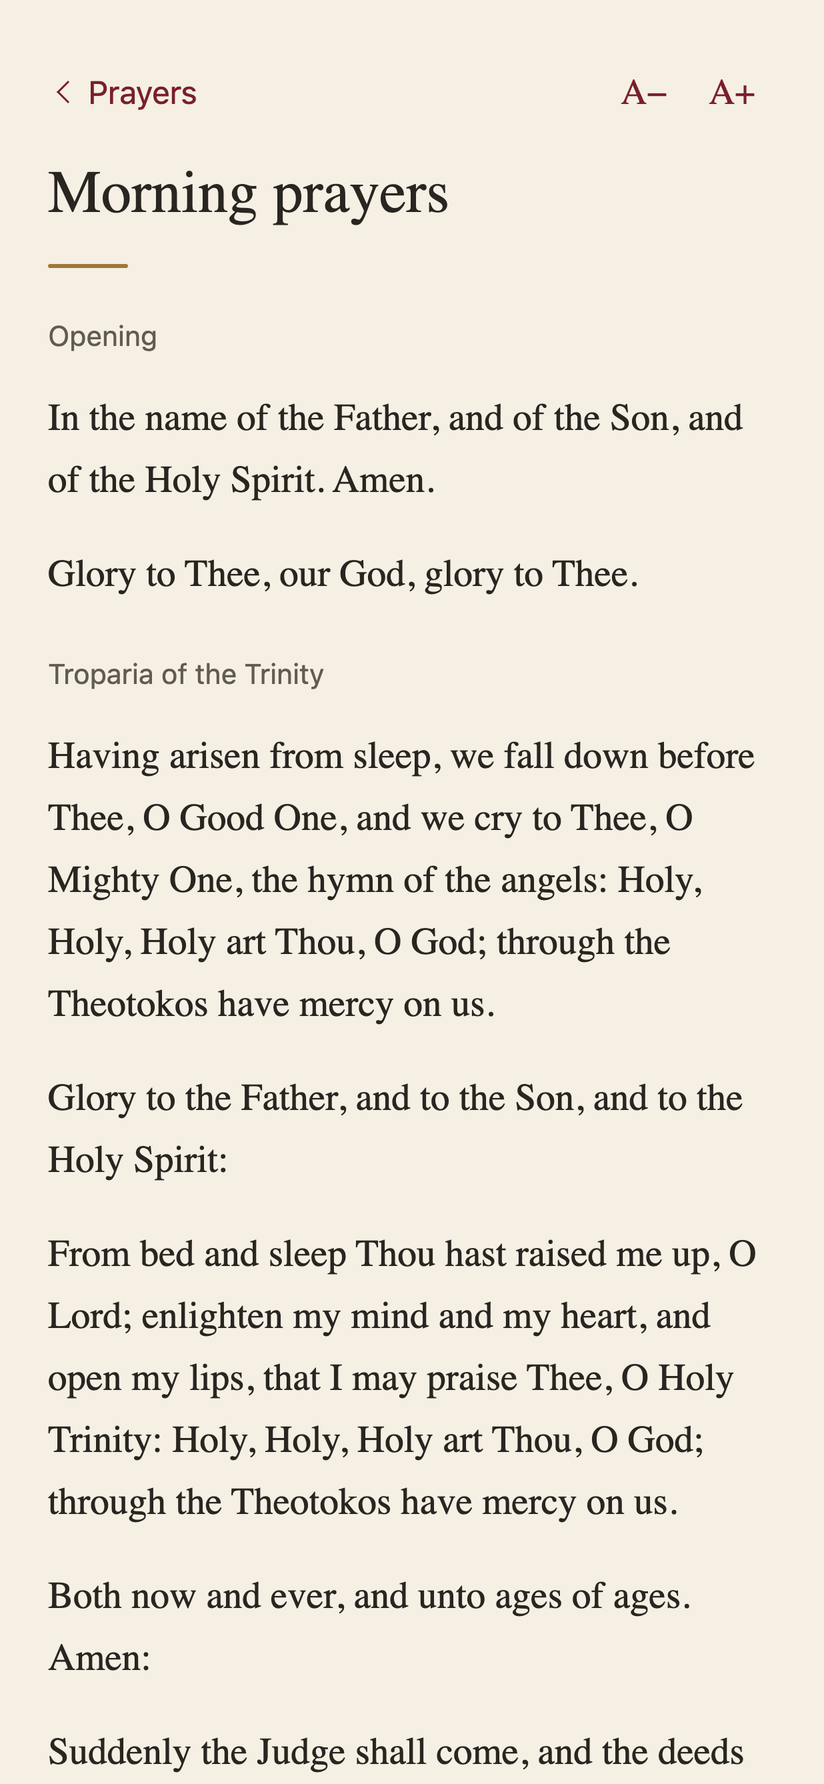 Prayers
A− A+
Morning prayers
Opening
In the name of the Father, and of the Son, and
of the Holy Spirit. Amen.
Glory to Thee, our God, glory to Thee.
Troparia of the Trinity
Having arisen from sleep, we fall down before
Thee, O Good One, and we cry to Thee, O
Mighty One, the hymn of the angels: Holy,
Holy, Holy art Thou, O God; through the
Theotokos have mercy on us.
Glory to the Father, and to the Son, and to the
Holy Spirit:
From bed and sleep Thou hast raised me up, O
Lord; enlighten my mind and my heart, and
open my lips, that I may praise Thee, O Holy
Trinity: Holy, Holy, Holy art Thou, O God;
through the Theotokos have mercy on us.
Both now and ever, and unto ages of ages.
Amen:
Suddenly the Judge shall come, and the deeds